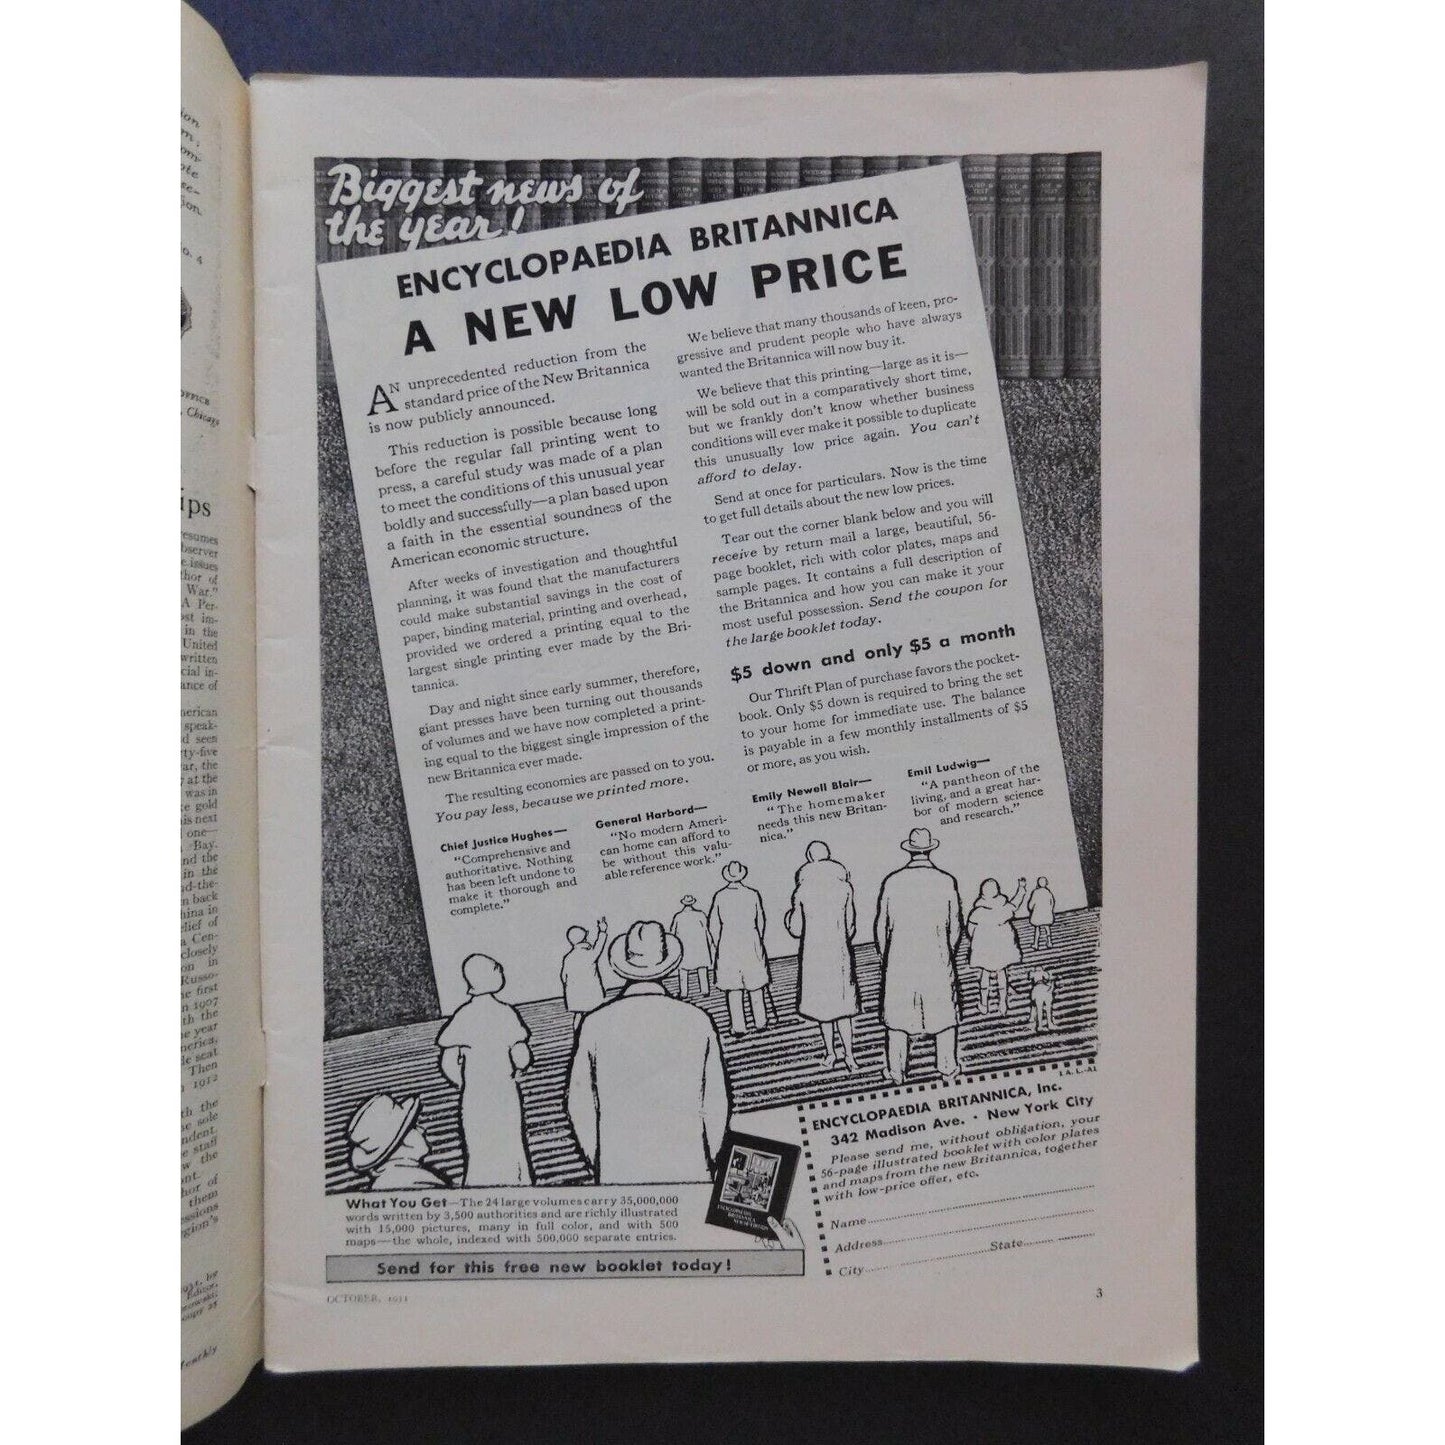 Biggest news of
the year!
ENCYCLOPAEDIA BRITANNICA
A NEW LOW PRICE
AN unprecedented reduction from the
standard price of the New Britannica
is now publicly announced.
This reduction is possible because long
before the regular fall printing went to
press, a careful study was made of a plan
to meet the conditions of this unusual year
boldly and successfully—a plan based upon
a faith in the essential soundness of the
American economic structure.
After weeks of investigation and thoughtful
planning, it was found that the manufacturers
could make substantial savings in the cost of
paper, binding material, printing and overhead,
provided we ordered a printing equal to the
largest single printing ever made by the Bri-
tannica.
Day and night since early summer, therefore,
giant presses have been turning out thousands
of volumes and we have now completed a print-
ing equal to the biggest single impression of the
new Britannica ever made.
The resulting economies are passed on to you.
You pay less, because we printed more.
We believe that many thousands of keen, pro-
gressive and prudent people who have always
wanted the Britannica will now buy it.
We believe that this printing—large as it is—
will be sold out in a comparatively short time,
but we frankly don't know whether business
conditions will ever make it possible to duplicate
this unusually low price again. You can't
afford to delay.
Send at once for particulars. Now is the time
to get full details about the new low prices.
Tear out the corner blank below and you will
receive by return mail a large, beautiful, 56-
page booklet, rich with color plates, maps and
sample pages. It contains a full description of
the Britannica and how you can make it your
most useful possession. Send the coupon for
the large booklet today.
$5 down and only $5 a month
Our Thrift Plan of purchase favors the pocket-
book. Only $5 down is required to bring the set
to your home for immediate use. The balance
is payable in a few monthly installments of $5
or more, as you wish.
Chief Justice Hughes—
"Comprehensive and
authoritative. Nothing
has been left undone to
make it thorough and
complete."
General Harbord—
"No modern Ameri-
can home can afford to
be without this valu-
able reference work."
Emily Newell Blair—
"The homemaker
needs this new Britan-
nica."
Emil Ludwig—
"A pantheon of the
living, and a great har-
bor of modern science
and research."
What You Get—The 24 large volumes carry 35,000,000
words written by 3,500 authorities and are richly illustrated
with 15,000 pictures, many in full color, and with 500
maps—the whole, indexed with 500,000 separate entries.
Send for this free new booklet today!
I. A. L.-A1
ENCYCLOPAEDIA BRITANNICA, Inc.
342 Madison Ave. · New York City
Please send me, without obligation, your
56-page illustrated booklet with color plates
and maps from the new Britannica, together
with low-price offer, etc.
Name
Address
City State
OCTOBER, 1931
3